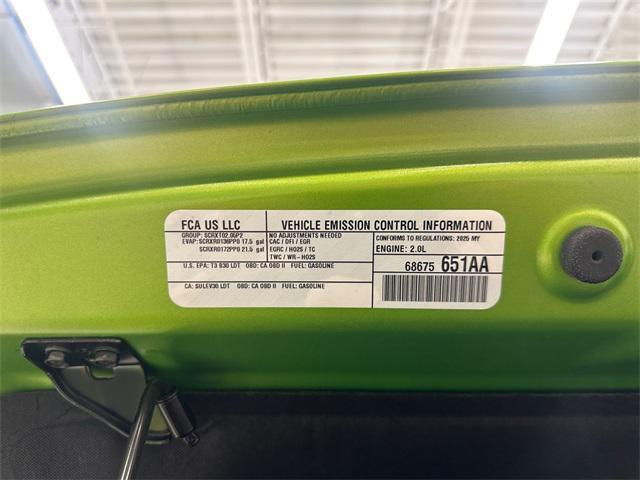 FCA US LLC
GROUP: SCRXT02.05P2
EVAP: SCRXR0136PP0 17.5 gal
SCRXR0172PP0 21.5 gal
VEHICLE EMISSION CONTROL INFORMATION
NO ADJUSTMENTS NEEDED
CAC / DFI / EGR
EGRC / HO2S / TC
TWC / WR-HO2S
CONFORMS TO REGULATIONS: 2025 MY
ENGINE: 2.0L
68675 651AA
U.S. EPA: T3 B30 LDT OBD: CA OBD II FUEL: GASOLINE
CA: SULEV30 LDT OBD: CA OBD II FUEL: GASOLINE